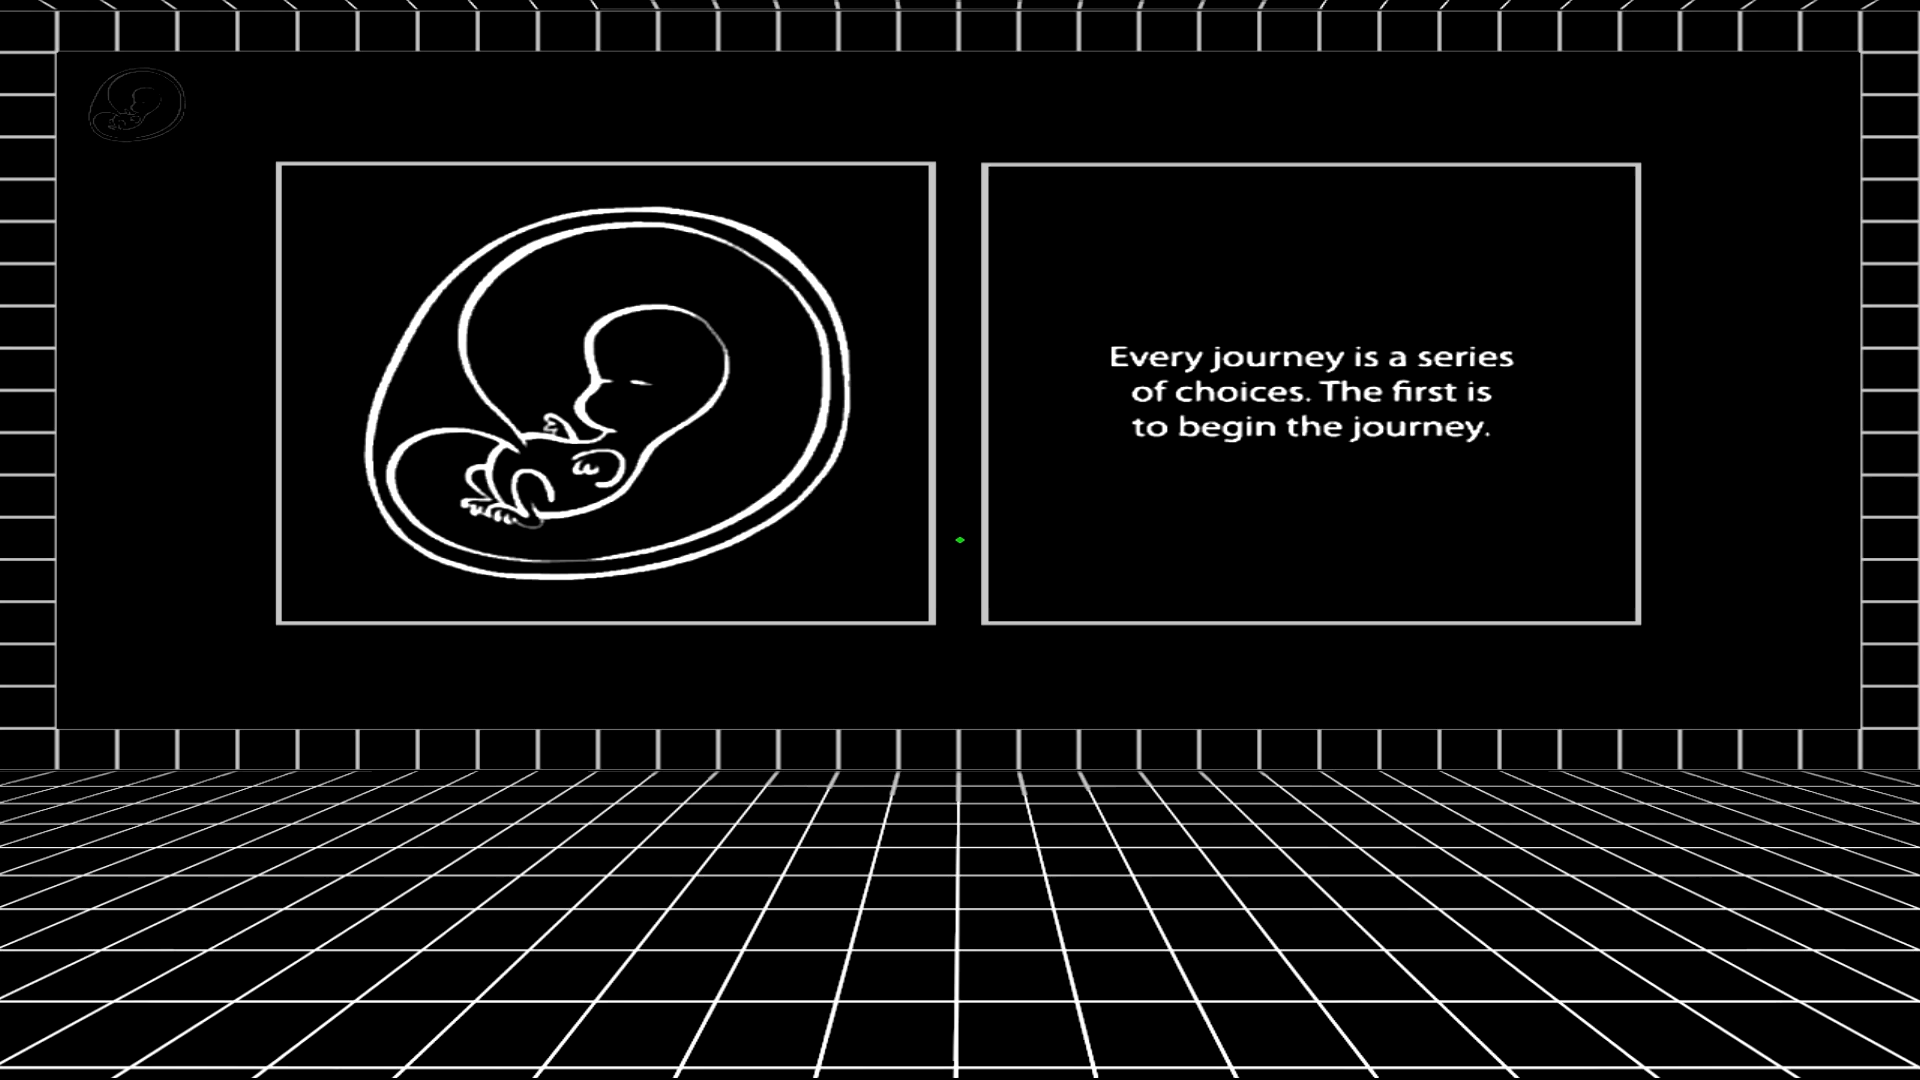 Every journey is a series
of choices. The first is
to begin the journey.